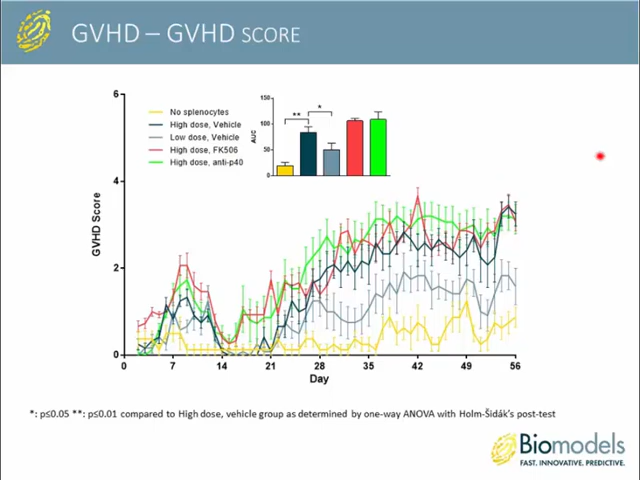 GVHD – GVHD SCORE
6
4
2
0
GVHD Score
No splenocytes
High dose, Vehicle
Low dose, Vehicle
High dose, FK506
High dose, anti-p40
150
100
50
0
AUC
**
*
0 7 14 21 28 35 42 49 56
Day
*: p≤0.05 **: p≤0.01 compared to High dose, vehicle group as determined by one-way ANOVA with Holm-Šidák's post-test
Biomodels
FAST. INNOVATIVE. PREDICTIVE.